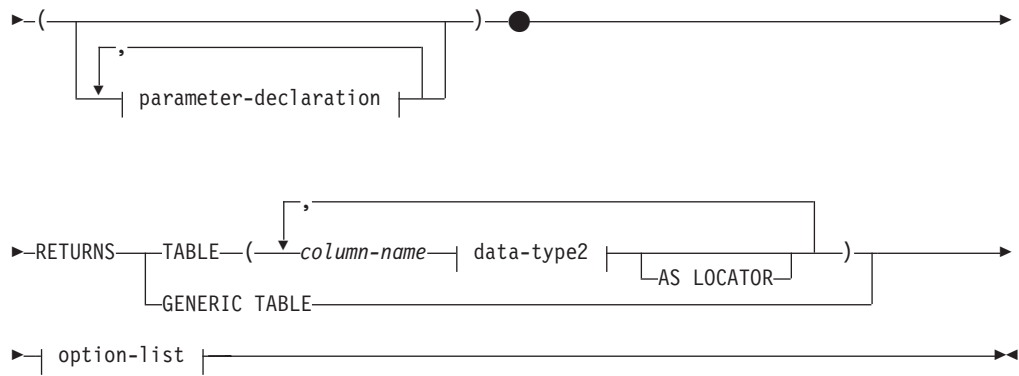 ( )
,
parameter-declaration
,
RETURNS TABLE ( column-name data-type2 )
AS LOCATOR
GENERIC TABLE
option-list